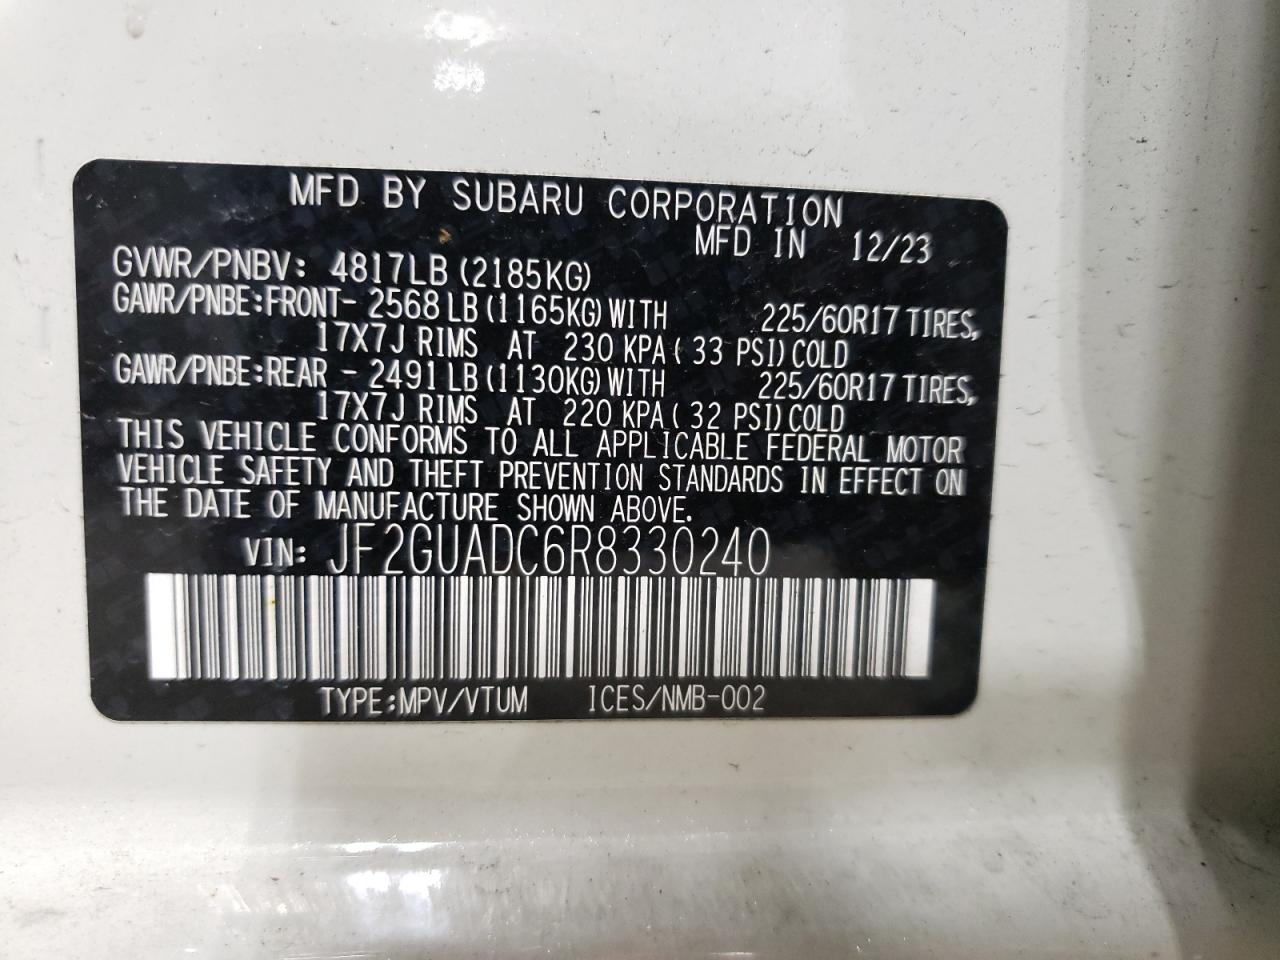 MFD BY SUBARU CORPORATION
MFD IN 12/23
GVWR/PNBV: 4817LB (2185KG)
GAWR/PNBE:FRONT- 2568 LB (1165KG) WITH 225/60R17 TIRES,
17X7J RIMS AT 230 KPA( 33 PSI) COLD
GAWR/PNBE:REAR - 2491 LB (1130KG) WITH 225/60R17 TIRES,
17X7J RIMS AT 220 KPA( 32 PSI) COLD
THIS VEHICLE CONFORMS TO ALL APPLICABLE FEDERAL MOTOR
VEHICLE SAFETY AND THEFT PREVENTION STANDARDS IN EFFECT ON
THE DATE OF MANUFACTURE SHOWN ABOVE.
VIN: JF2GUADC6R8330240
TYPE:MPV/VTUM ICES/NMB-002